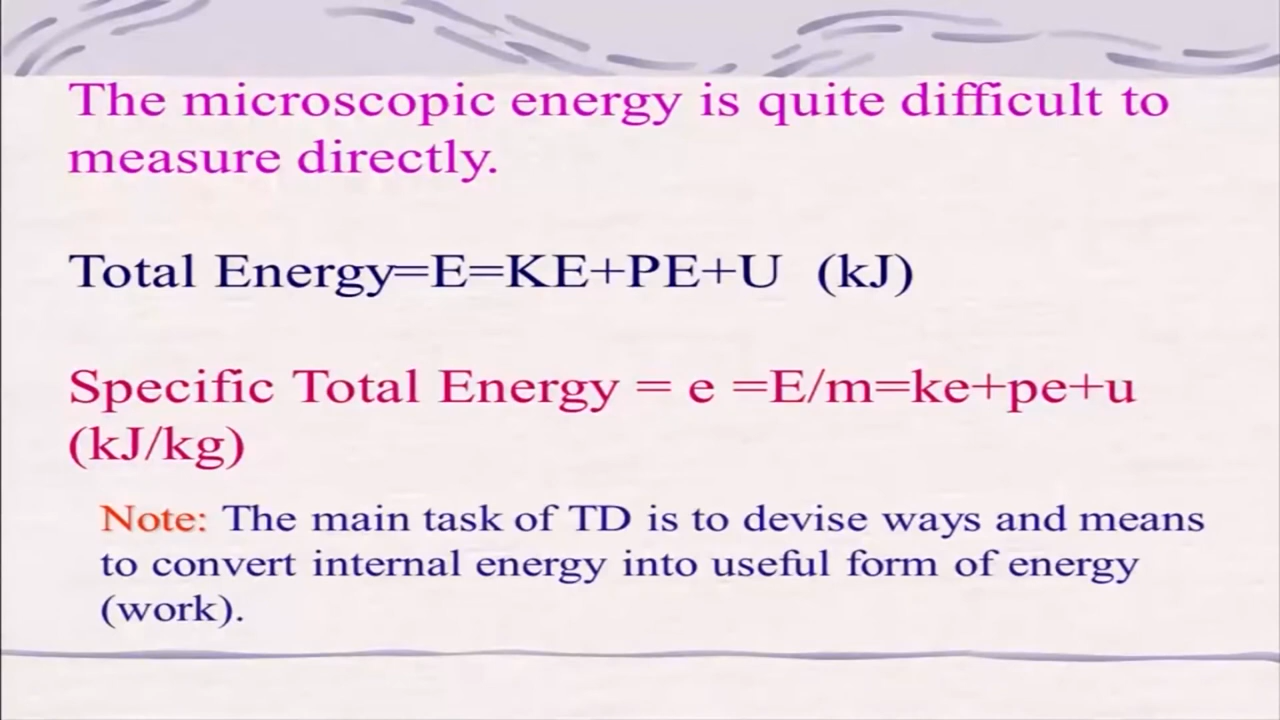 The microscopic energy is quite difficult to
measure directly.
Total Energy=E=KE+PE+U (kJ)
Specific Total Energy = e =E/m=ke+pe+u
(kJ/kg)
Note: The main task of TD is to devise ways and means
to convert internal energy into useful form of energy
(work).